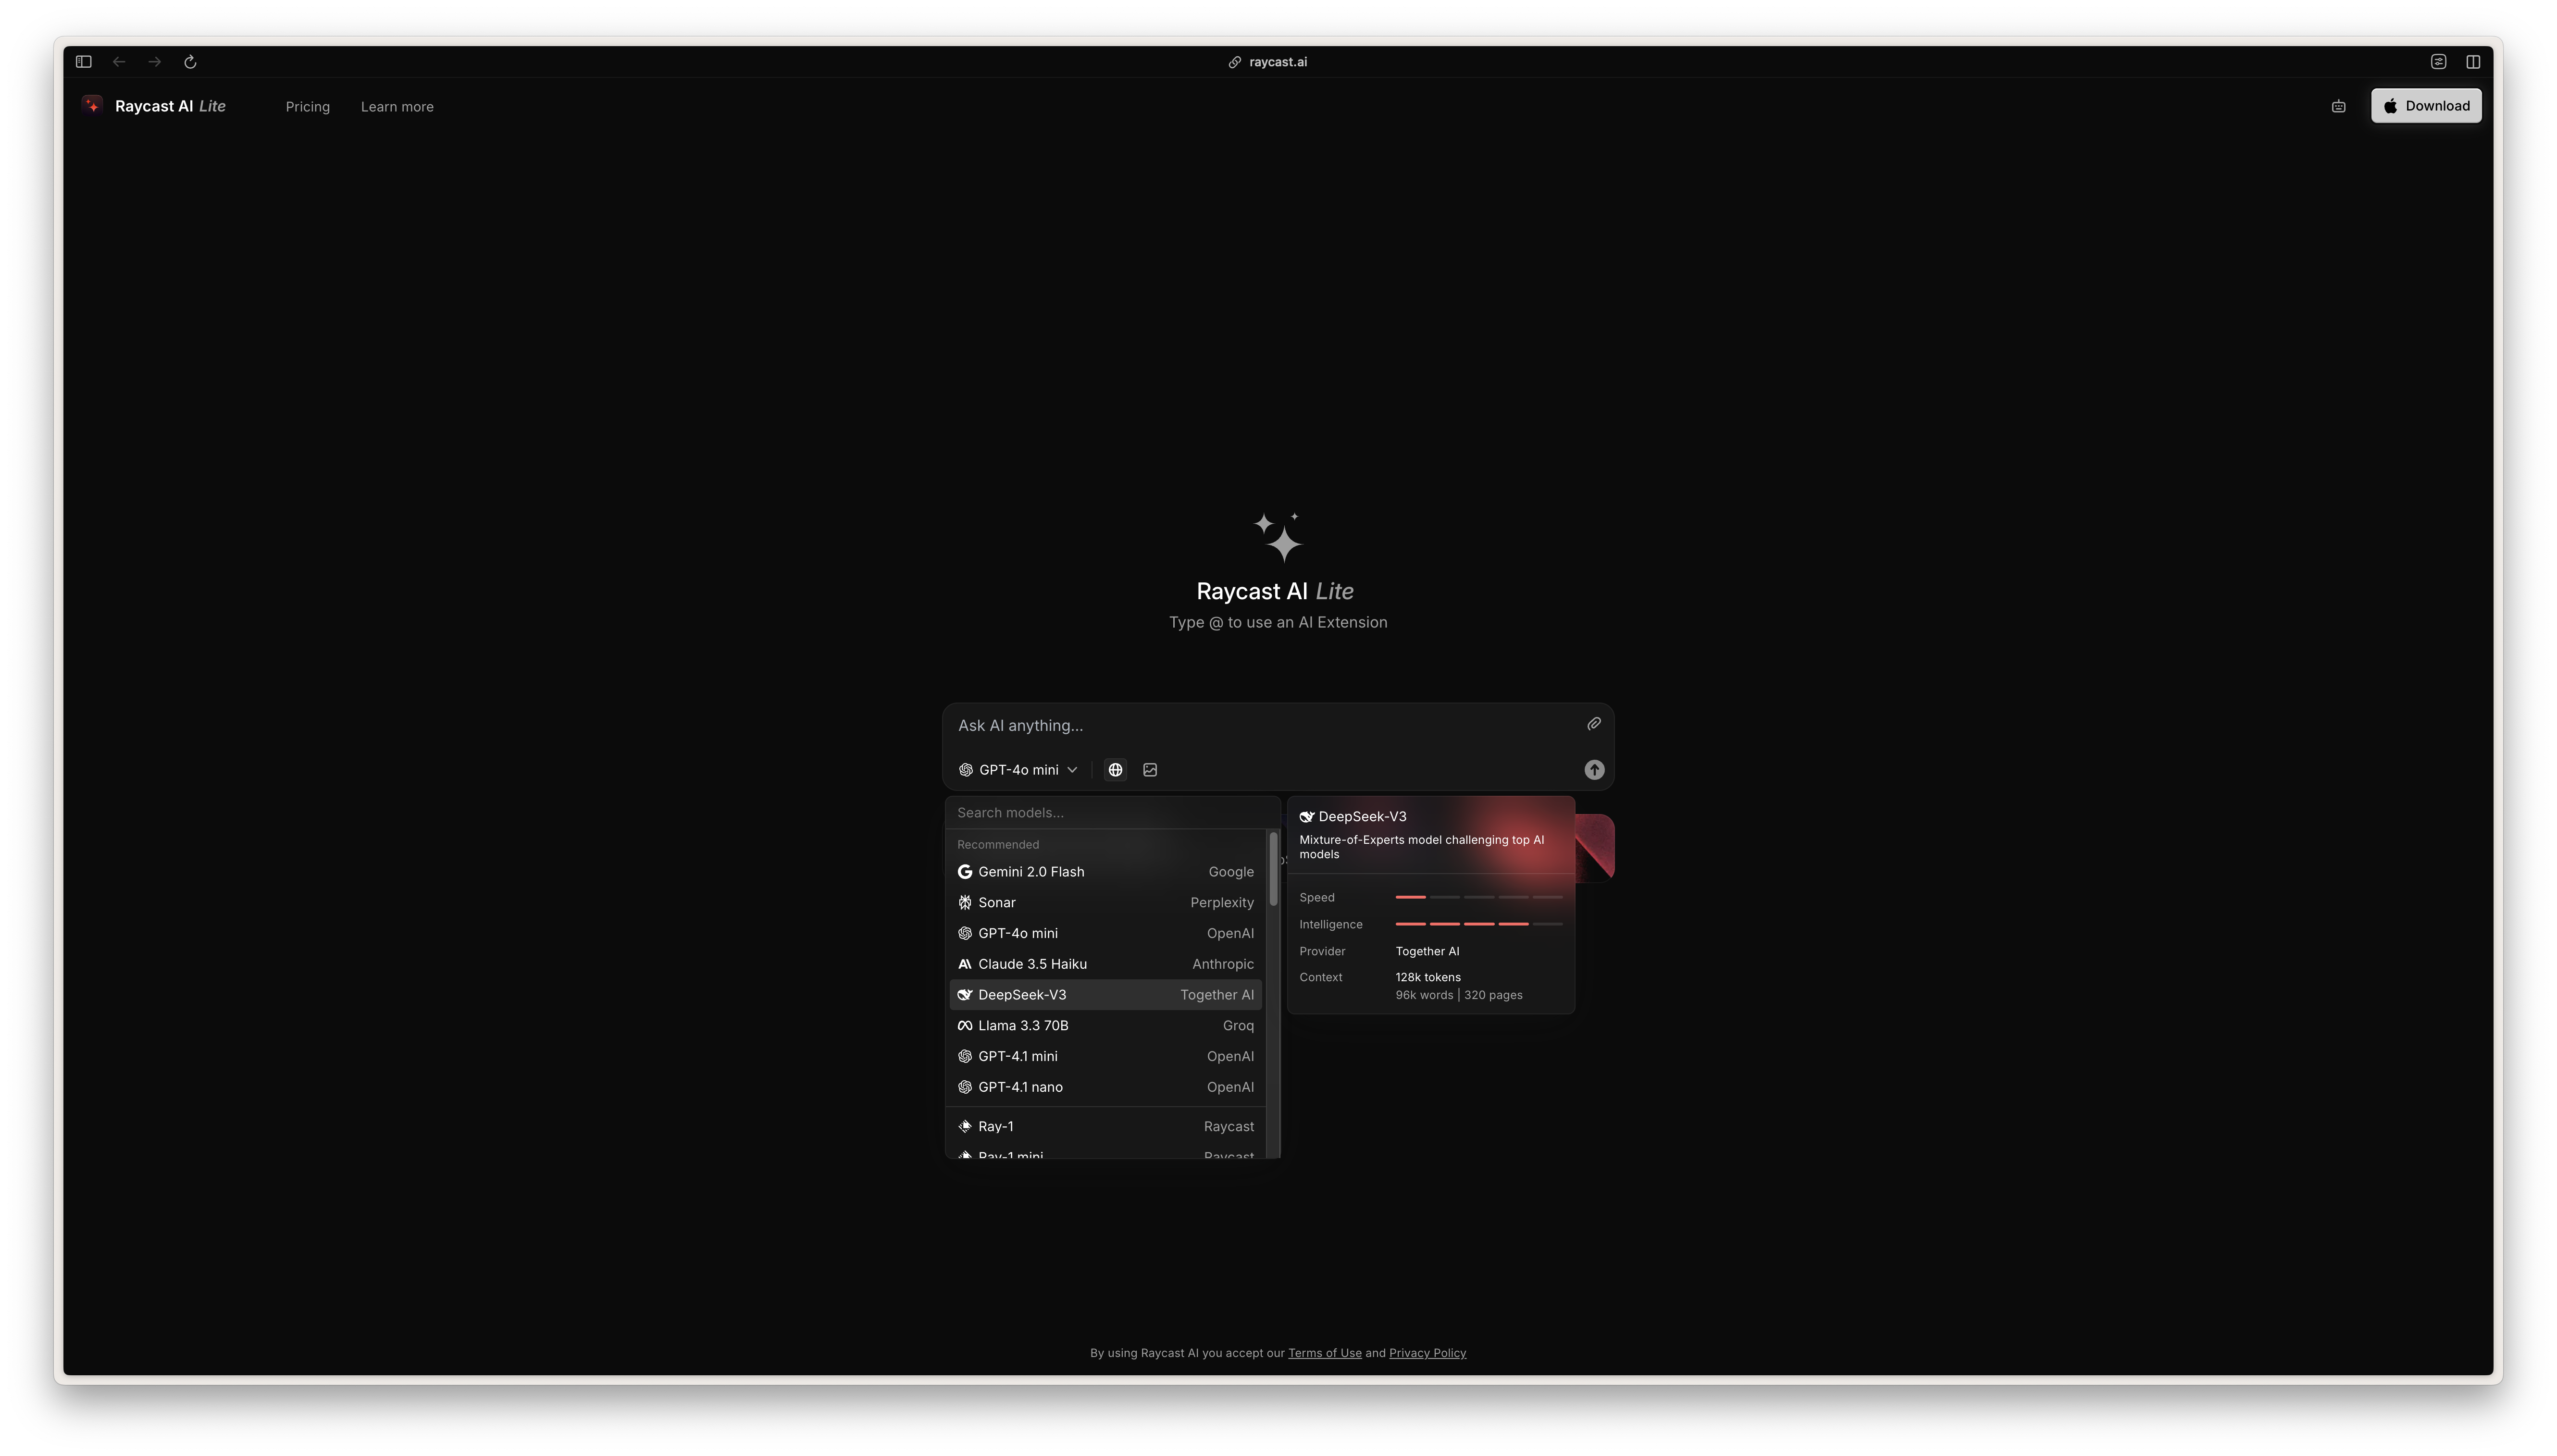 raycast.ai
Raycast AI Lite
Pricing
Learn more
Download
Raycast AI Lite
Type @ to use an AI Extension
Ask AI anything...
GPT-4o mini
Search models...
Recommended
Gemini 2.0 Flash Google
Sonar Perplexity
GPT-4o mini OpenAI
Claude 3.5 Haiku Anthropic
DeepSeek-V3 Together AI
Llama 3.3 70B Groq
GPT-4.1 mini OpenAI
GPT-4.1 nano OpenAI
Ray-1 Raycast
Ray-1 mini Raycast
DeepSeek-V3
Mixture-of-Experts model challenging top AI
models
Speed
Intelligence
Provider Together AI
Context 128k tokens
96k words | 320 pages
By using Raycast AI you accept our Terms of Use and Privacy Policy